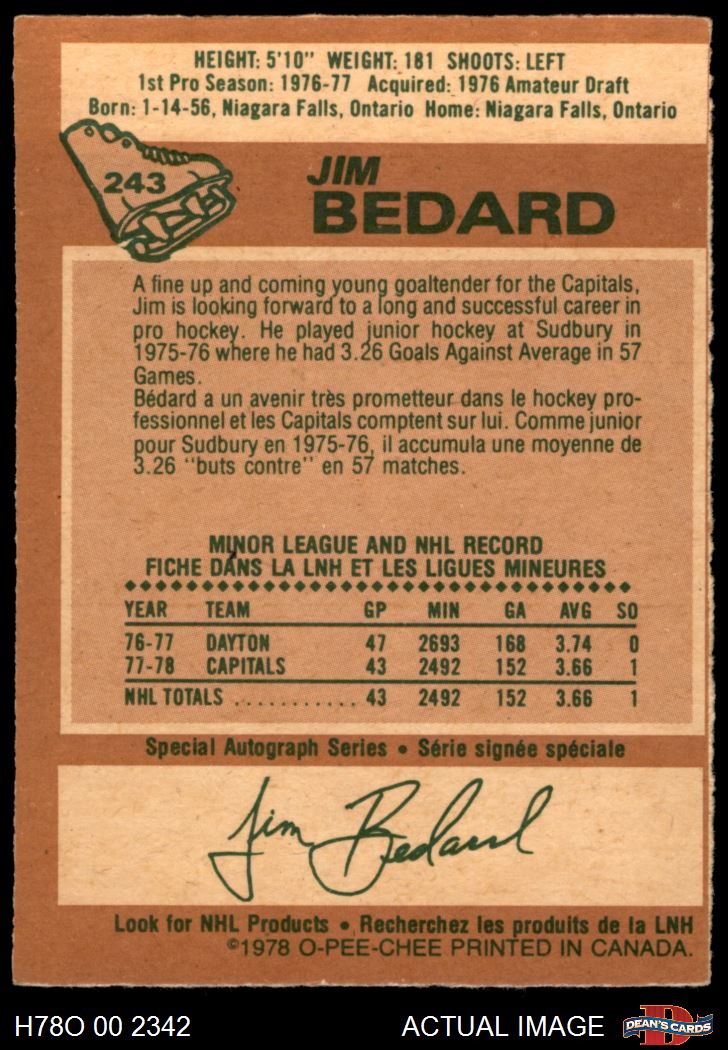 HEIGHT: 5'10" WEIGHT: 181 SHOOTS: LEFT
1st Pro Season: 1976-77 Acquired: 1976 Amateur Draft
Born: 1-14-56, Niagara Falls, Ontario Home: Niagara Falls, Ontario
243
JIM
BEDARD
A fine up and coming young goaltender for the Capitals,
Jim is looking forward to a long and successful career in
pro hockey. He played junior hockey at Sudbury in
1975-76 where he had 3.26 Goals Against Average in 57
Games.
Bédard a un avenir très prometteur dans le hockey pro-
fessionnel et les Capitals comptent sur lui. Comme junior
pour Sudbury en 1975-76, il accumula une moyenne de
3.26 "buts contre" en 57 matches.
MINOR LEAGUE AND NHL RECORD
FICHE DANS LA LNH ET LES LIGUES MINEURES
YEAR TEAM GP MIN GA AVG SO
76-77 DAYTON 47 2693 168 3.74 0
77-78 CAPITALS 43 2492 152 3.66 1
NHL TOTALS ........... 43 2492 152 3.66 1
Special Autograph Series • Série signée spéciale
Jim Bedard
Look for NHL Products • Recherchez les produits de la LNH
©1978 O-PEE-CHEE PRINTED IN CANADA.
H78O 00 2342 ACTUAL IMAGE D DEAN'S CARDS